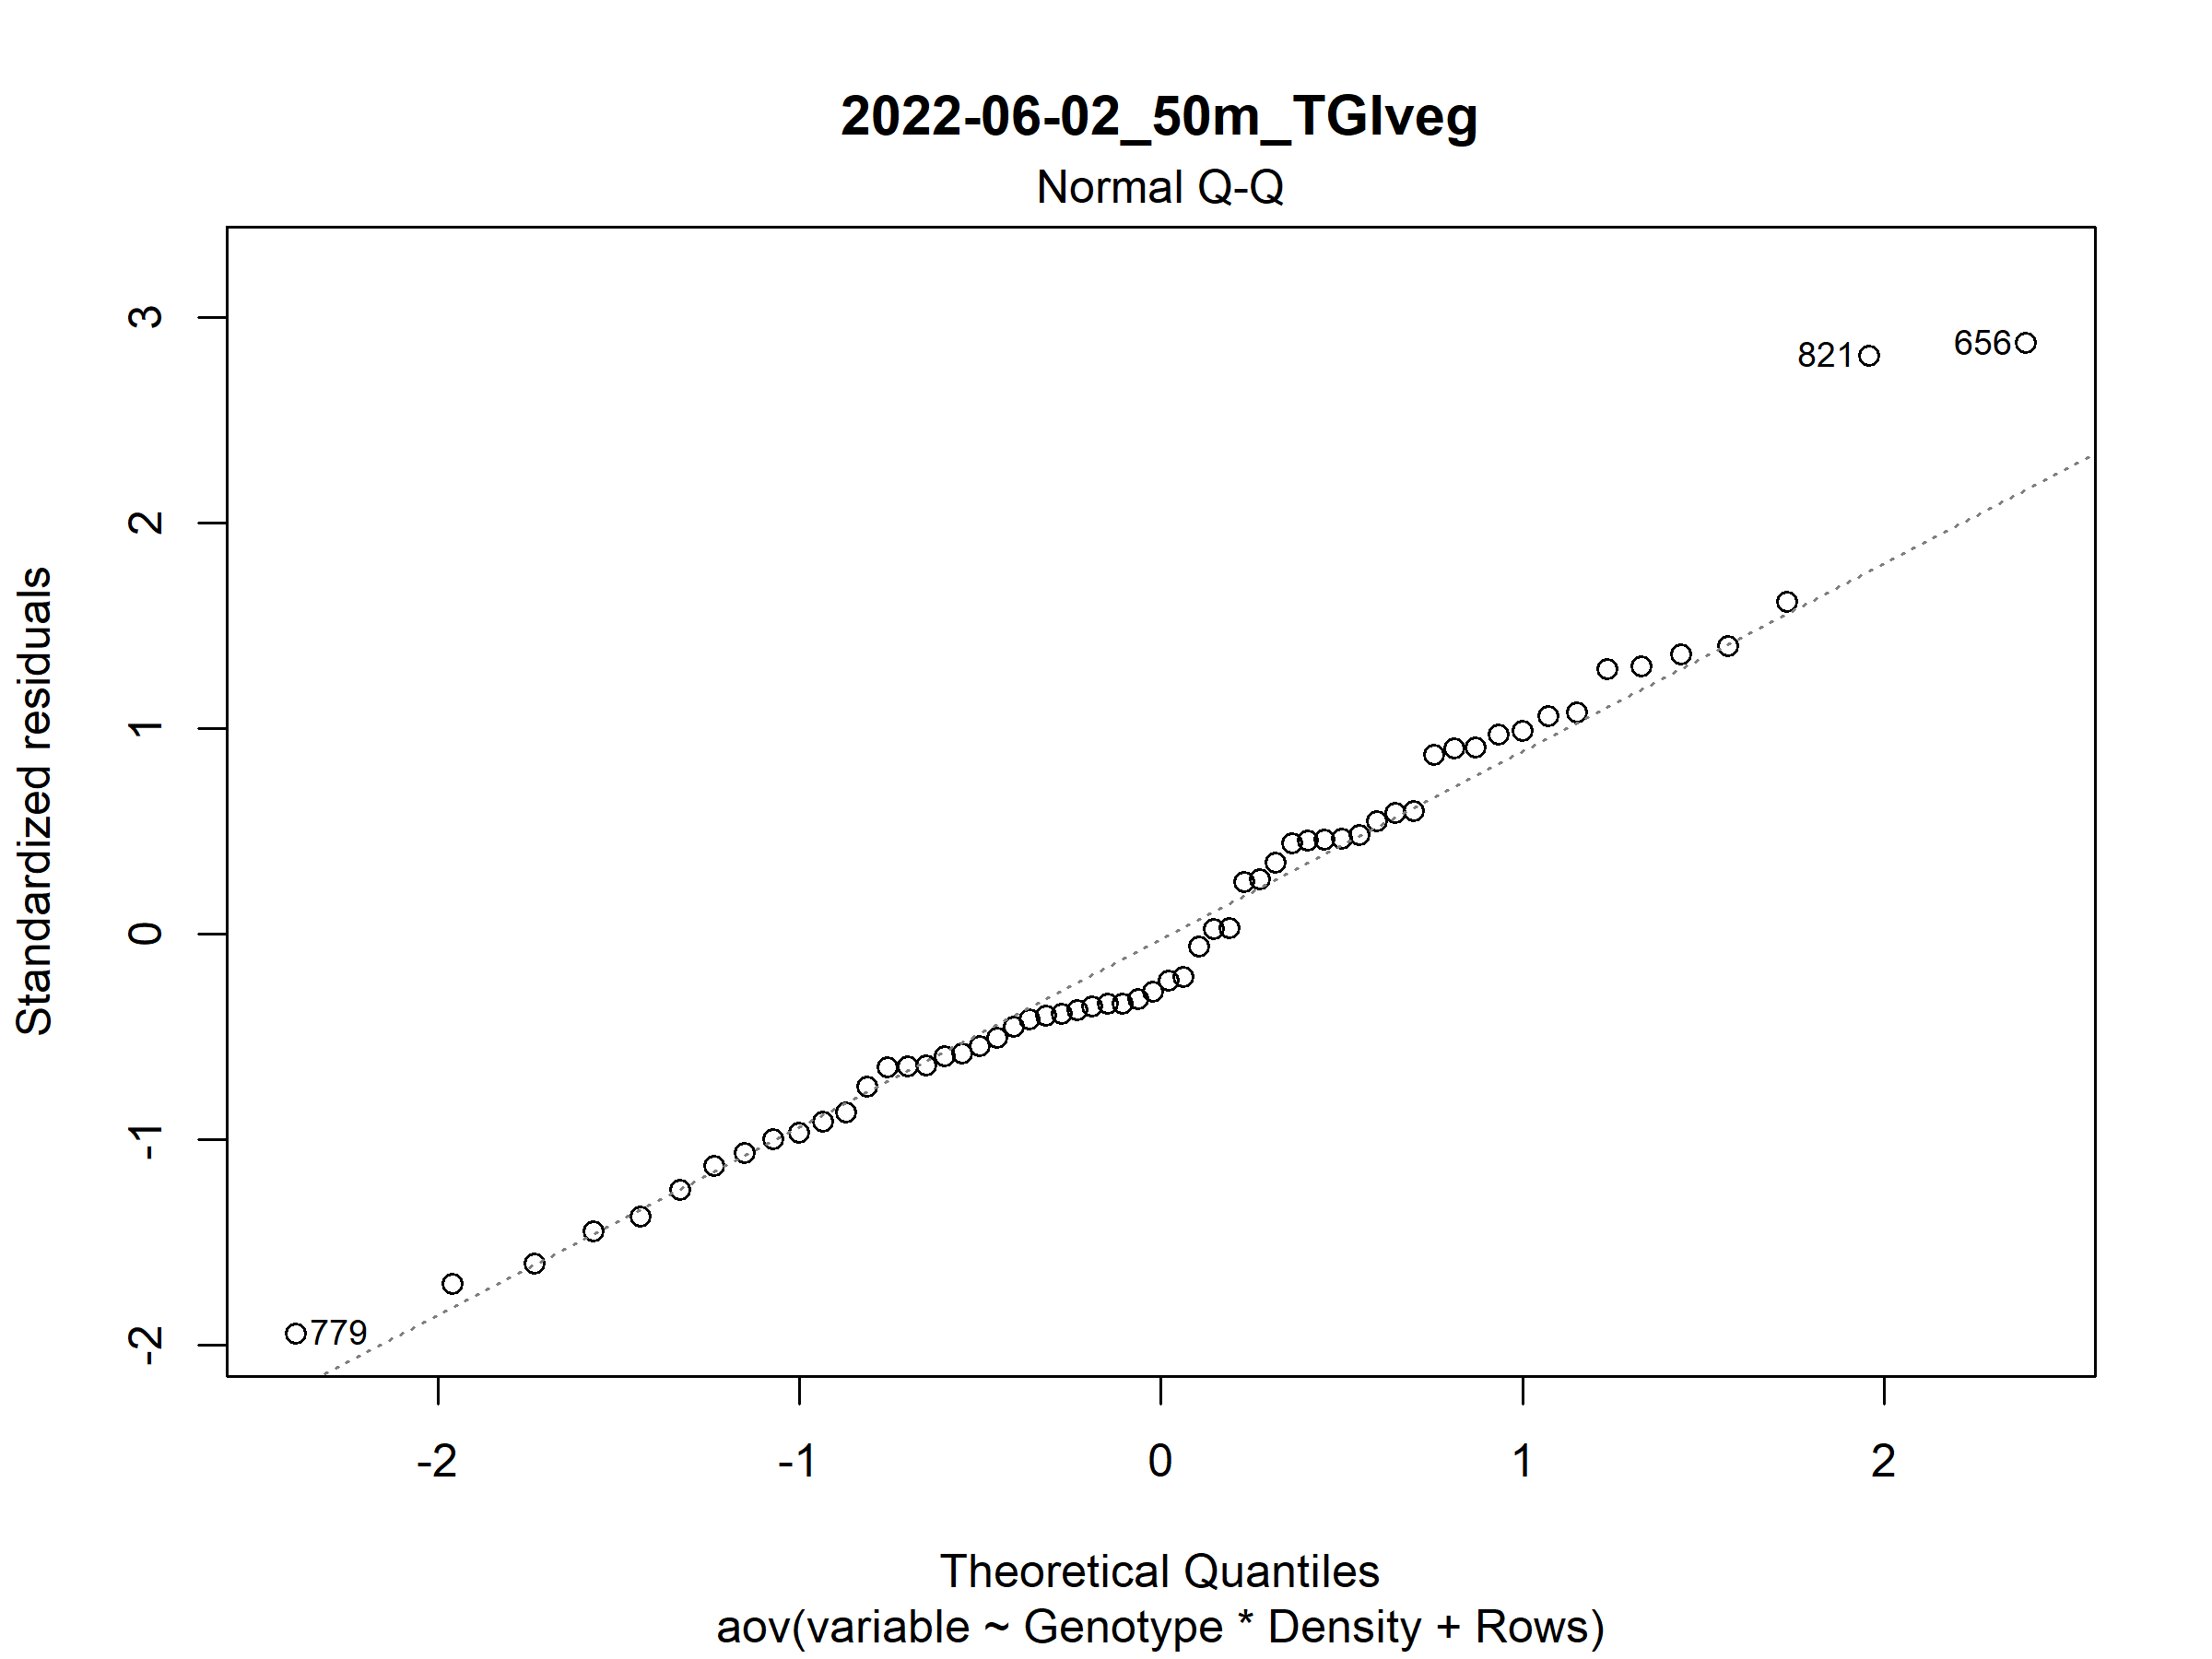 2022-06-02_50m_TGIveg
Normal Q-Q
3
2
1
0
-1
-2
Standardized residuals
821
656
779
-2
-1
0
1
2
Theoretical Quantiles
aov(variable ~ Genotype * Density + Rows)